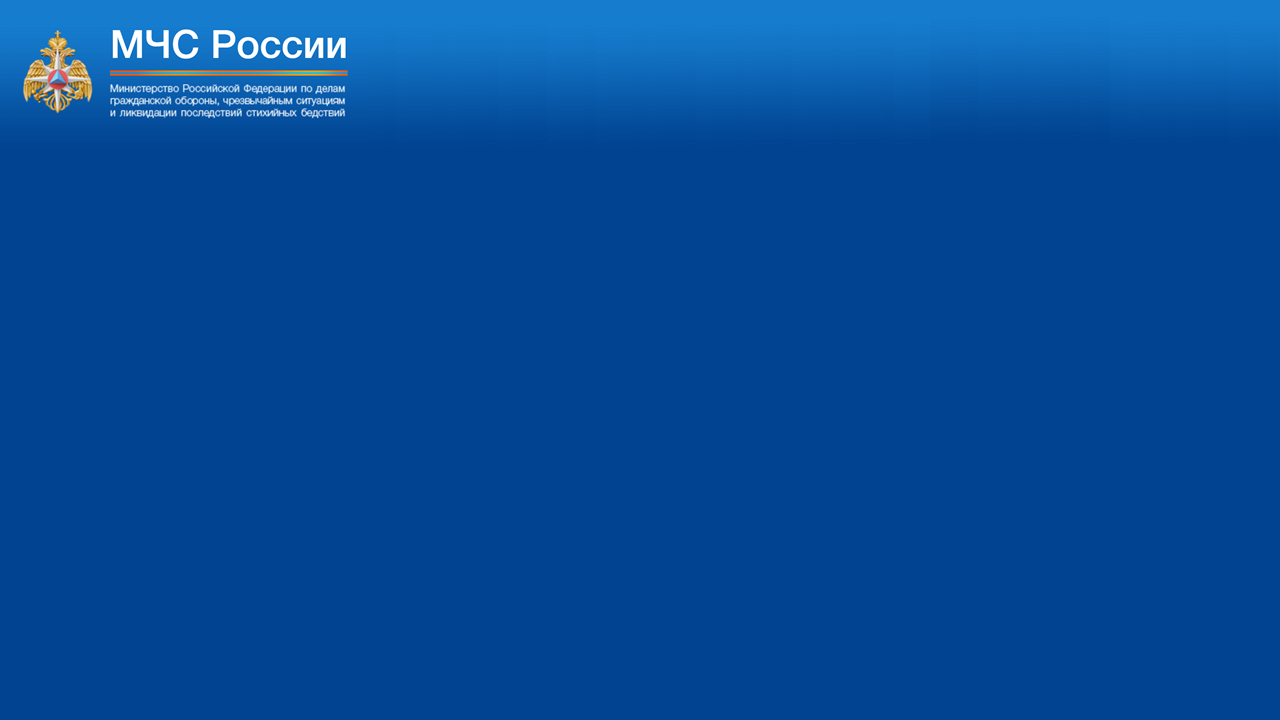 МЧС России
Министерство Российской Федерации по делам
гражданской обороны, чрезвычайным ситуациям
и ликвидации последствий стихийных бедствий